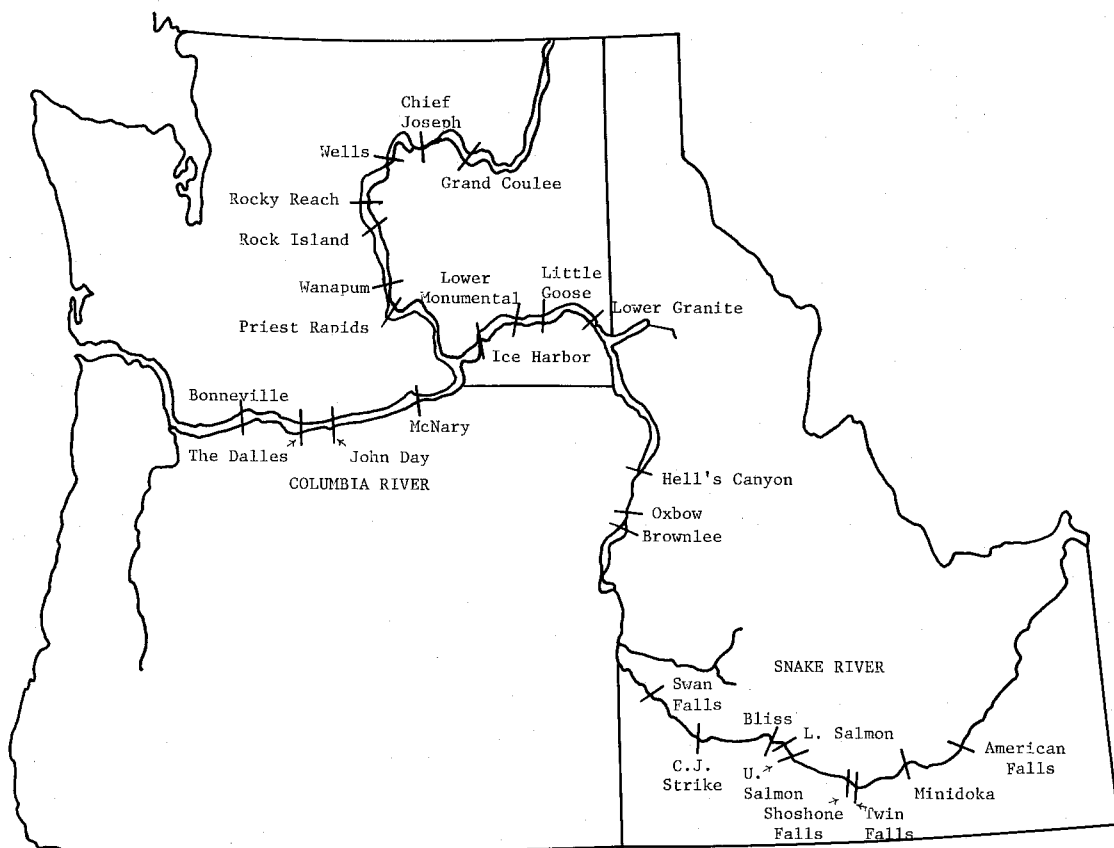 Chief
Joseph
Wells
Grand Coulee
Rocky Reach
Rock Island
Wanapum
Lower
Monumental
Little
Goose
Lower Granite
Priest Rapids
Ice Harbor
Bonneville
McNary
The Dalles
John Day
COLUMBIA RIVER
Hell's Canyon
Oxbow
Brownlee
SNAKE RIVER
Swan
Falls
Bliss
L. Salmon
C.J.
Strike
U.
Salmon
American
Falls
Minidoka
Shoshone
Falls
Twin
Falls